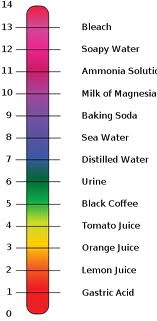 14
13 Bleach
12 Soapy Water
11 Ammonia Solutio
10 Milk of Magnesia
9 Baking Soda
8 Sea Water
7 Distilled Water
6 Urine
5 Black Coffee
4 Tomato Juice
3 Orange Juice
2 Lemon Juice
1 Gastric Acid
0